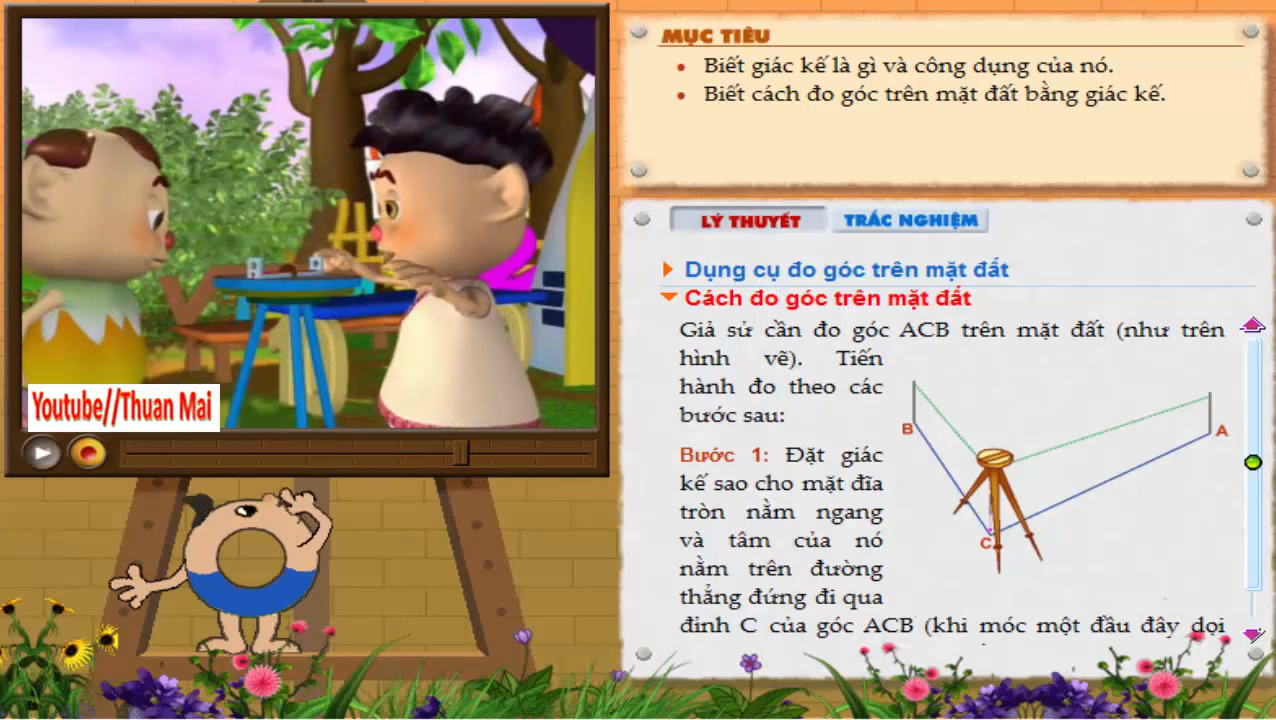 MỤC TIÊU
• Biết giác kế là gì và công dụng của nó.
• Biết cách đo góc trên mặt đất bằng giác kế.
LÝ THUYẾT
TRẮC NGHIỆM
Dụng cụ đo góc trên mặt đất
Cách đo góc trên mặt đất
Giả sử cần đo góc ACB trên mặt đất (như trên
hình vẽ). Tiến
hành đo theo các
bước sau:
Bước 1: Đặt giác
kế sao cho mặt đĩa
tròn nằm ngang
và tâm của nó
nằm trên đường
thẳng đứng đi qua
đỉnh C của góc ACB (khi móc một đầu dây dọi
B
A
C
Youtube//Thuan Mai